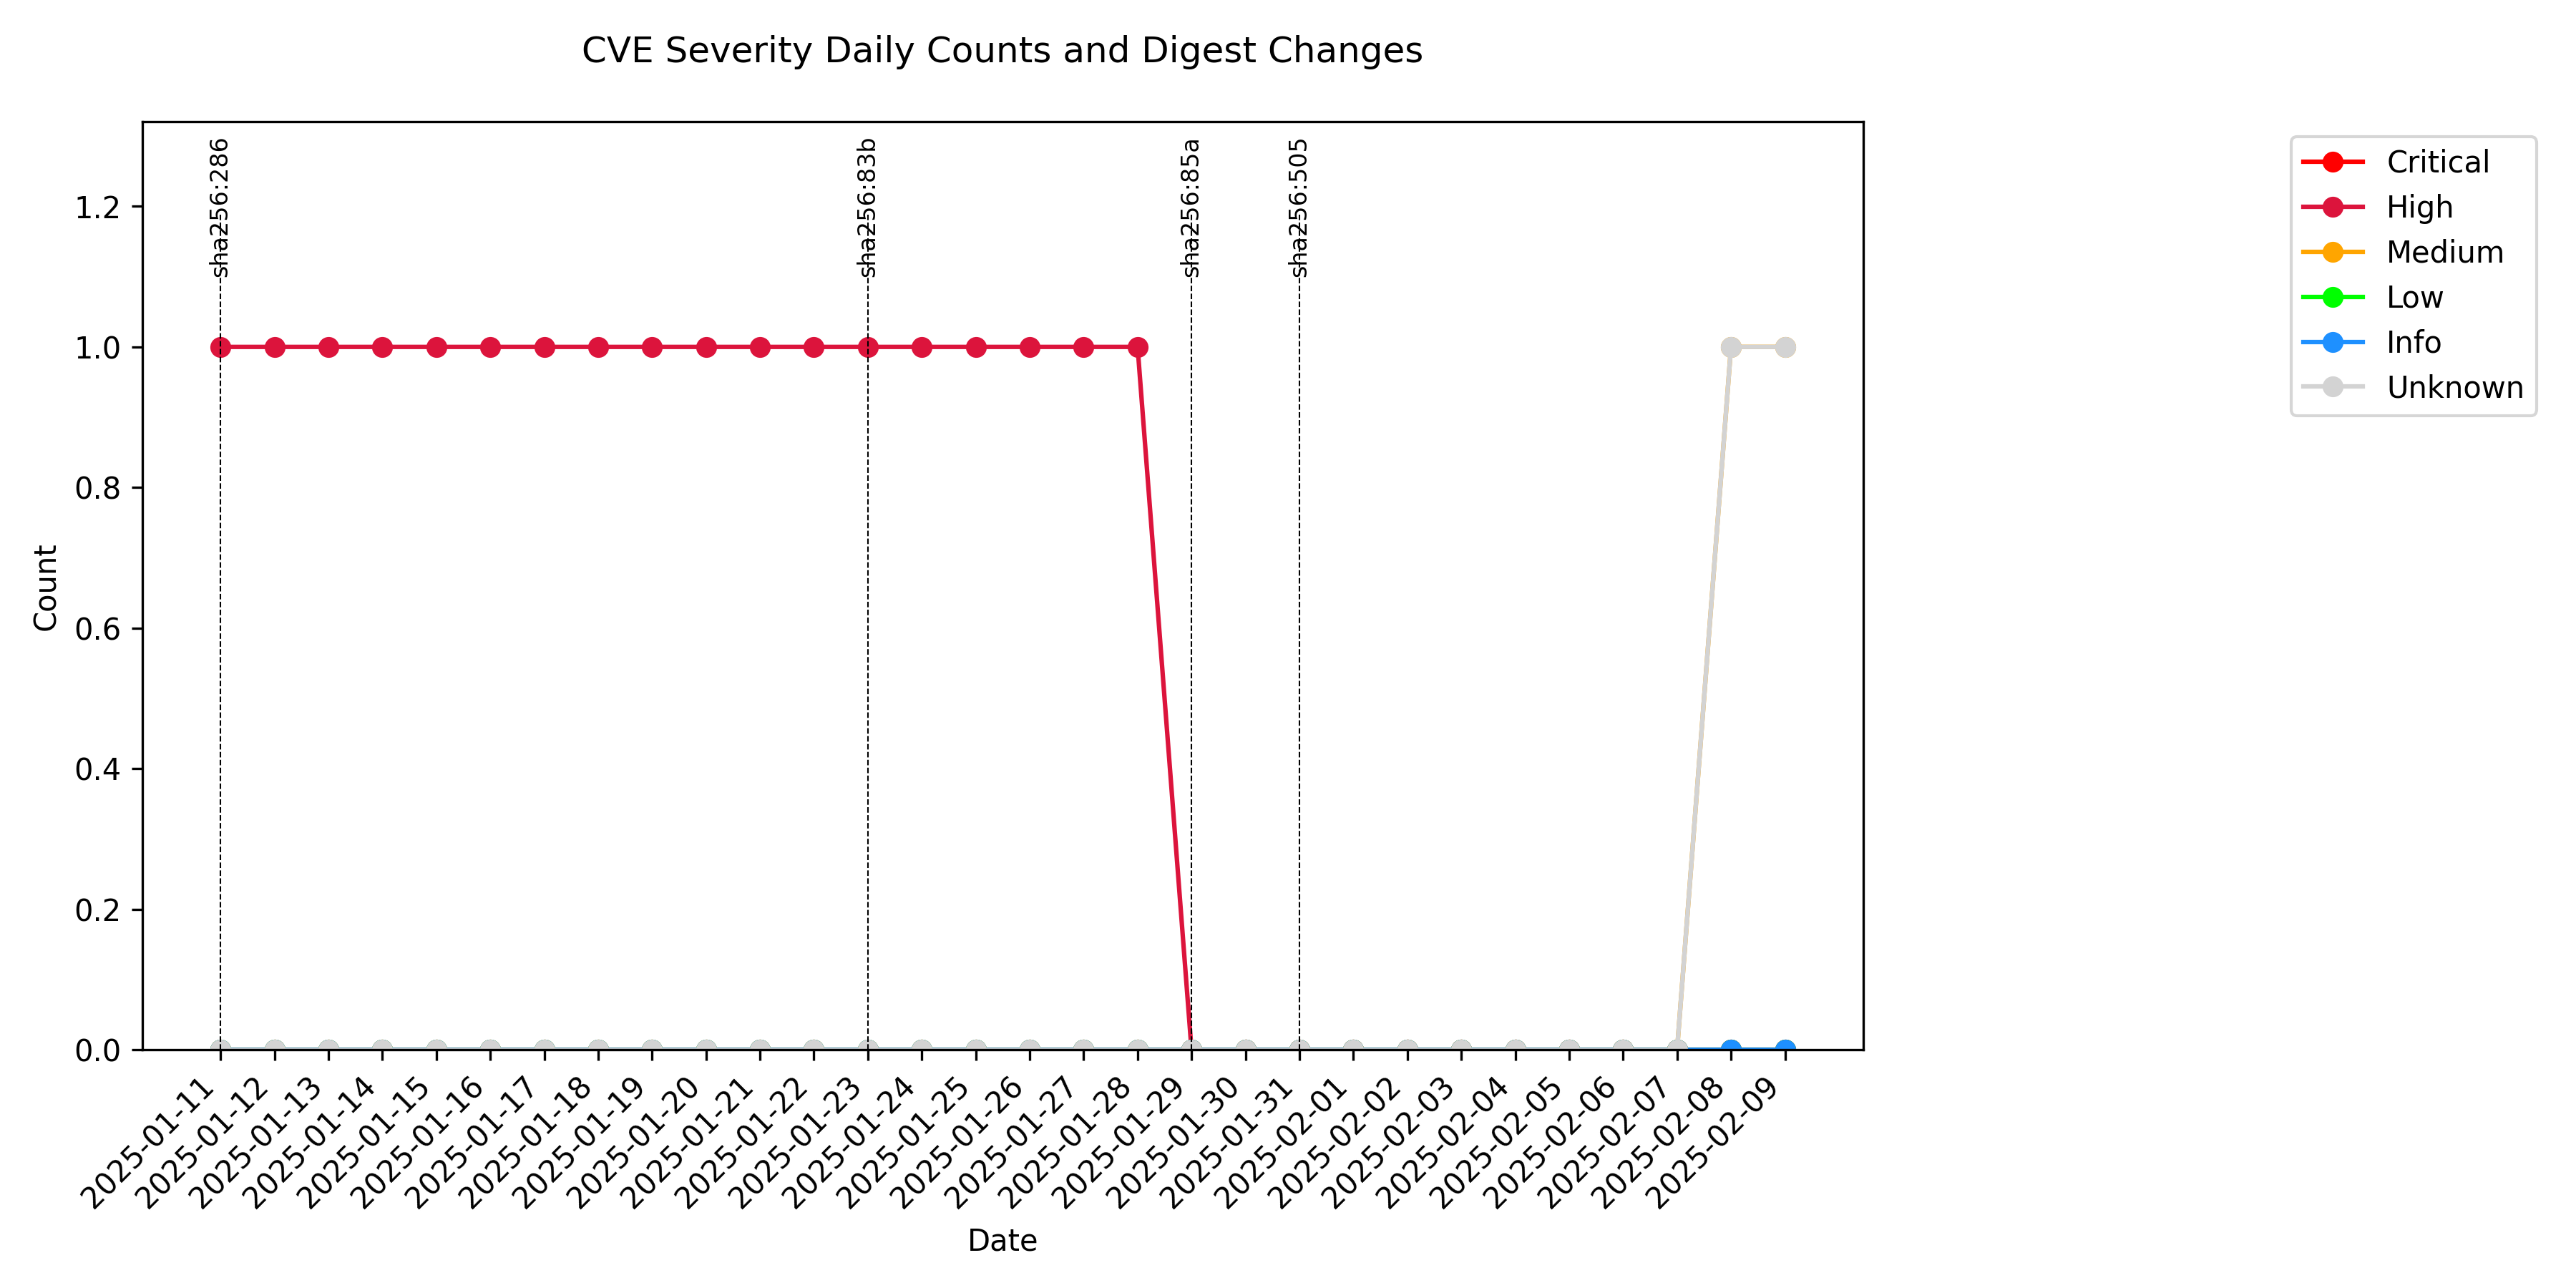 CVE Severity Daily Counts and Digest Changes
sha256:286
sha256:83b
sha256:85a
sha256:505
Critical
High
Medium
Low
Info
Unknown
1.2
1.0
0.8
0.6
0.4
0.2
0.0
Count
2025-01-11
2025-01-12
2025-01-13
2025-01-14
2025-01-15
2025-01-16
2025-01-17
2025-01-18
2025-01-19
2025-01-20
2025-01-21
2025-01-22
2025-01-23
2025-01-24
2025-01-25
2025-01-26
2025-01-27
2025-01-28
2025-01-29
2025-01-30
2025-01-31
2025-02-01
2025-02-02
2025-02-03
2025-02-04
2025-02-05
2025-02-06
2025-02-07
2025-02-08
2025-02-09
Date